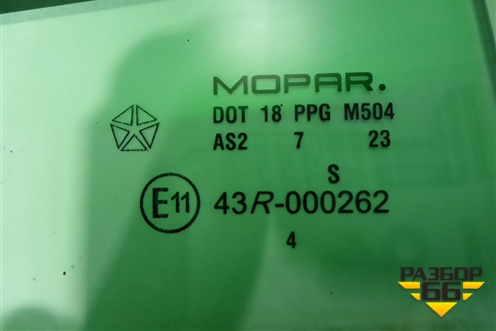 MOPAR.
DOT 18 PPG M504
AS2 7 23
S
E11 43R-000262
4
РАЗБОР
66